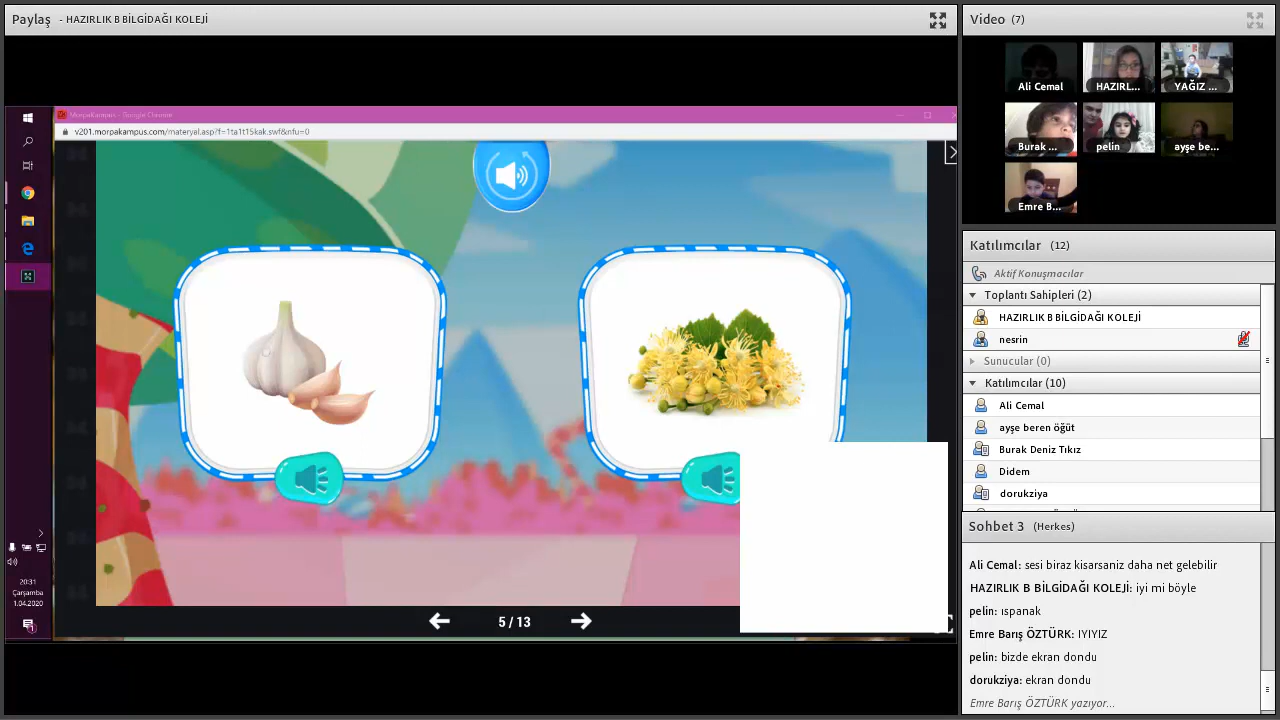 Paylaş - HAZIRLIK B BİLGİDAĞI KOLEJİ
MorpaKampus - Google Chrome
v201.morpakampus.com/materyal.asp?f=1ta1t15kak.swf&nfu=0
20:31
Çarşamba
1.04.2020
5 / 13
Video (7)
Ali Cemal
HAZIRL...
YAĞIZ ...
Burak ...
pelin
ayşe be...
Emre B...
Katılımcılar (12)
Aktif Konuşmacılar
Toplantı Sahipleri (2)
HAZIRLIK B BİLGİDAĞI KOLEJİ
nesrin
Sunucular (0)
Katılımcılar (10)
Ali Cemal
ayşe beren öğüt
Burak Deniz Tıkız
Didem
dorukziya
Sohbet 3 (Herkes)
Ali Cemal: sesi biraz kisarsaniz daha net gelebilir
HAZIRLIK B BİLGİDAĞI KOLEJİ: iyi mi böyle
pelin: ıspanak
Emre Barış ÖZTÜRK: IYIYIZ
pelin: bizde ekran dondu
dorukziya: ekran dondu
Emre Barış ÖZTÜRK yazıyor...